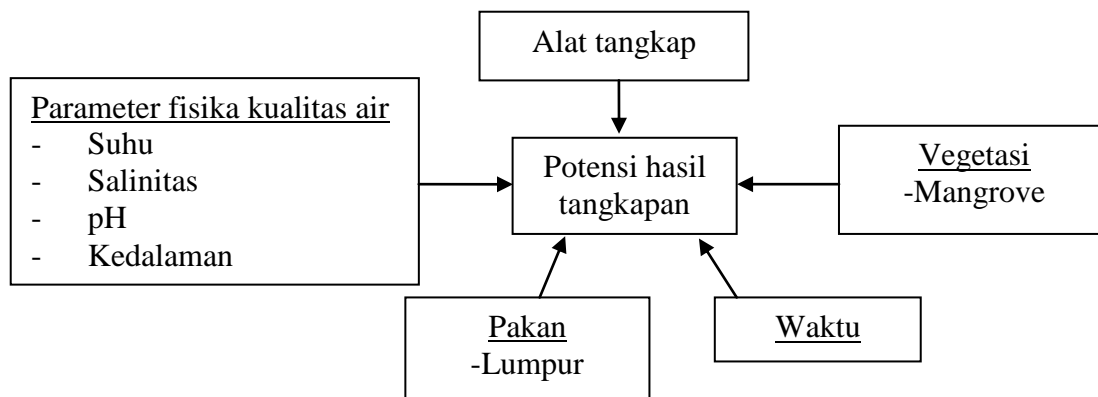 Alat tangkap
Parameter fisika kualitas air
- Suhu
- Salinitas
- pH
- Kedalaman
Potensi hasil
tangkapan
Vegetasi
-Mangrove
Pakan
-Lumpur
Waktu